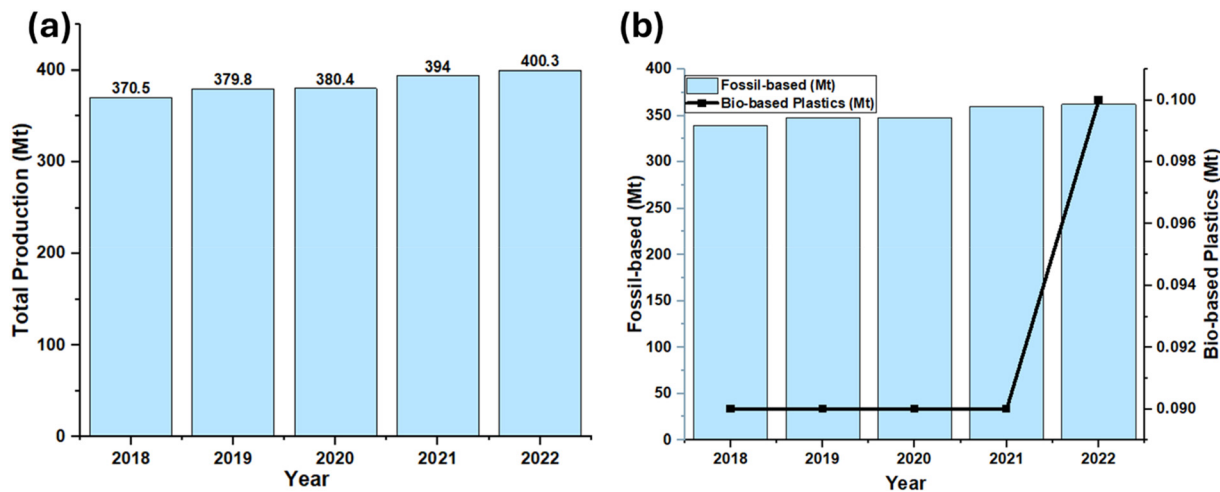 (a)
Total Production (Mt)
400
300
200
100
0
370.5
379.8
380.4
394
400.3
2018 2019 2020 2021 2022
Year
(b)
Fossil-based (Mt)
Bio-based Plastics (Mt)
Fossil-based (Mt)
400
350
300
250
200
150
100
50
0
0.100
0.098
0.096
0.094
0.092
0.090
Bio-based Plastics (Mt)
2018 2019 2020 2021 2022
Year